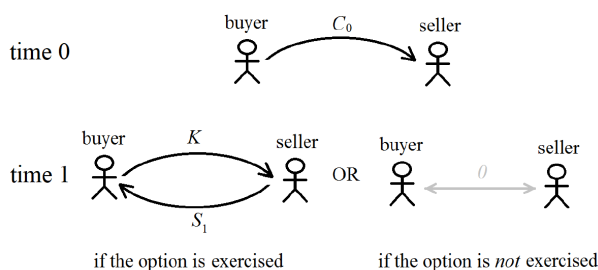 buyer
C₀
seller
time 0
buyer
K
seller
OR
buyer
0
seller
time 1
S₁
if the option is exercised
if the option is not exercised